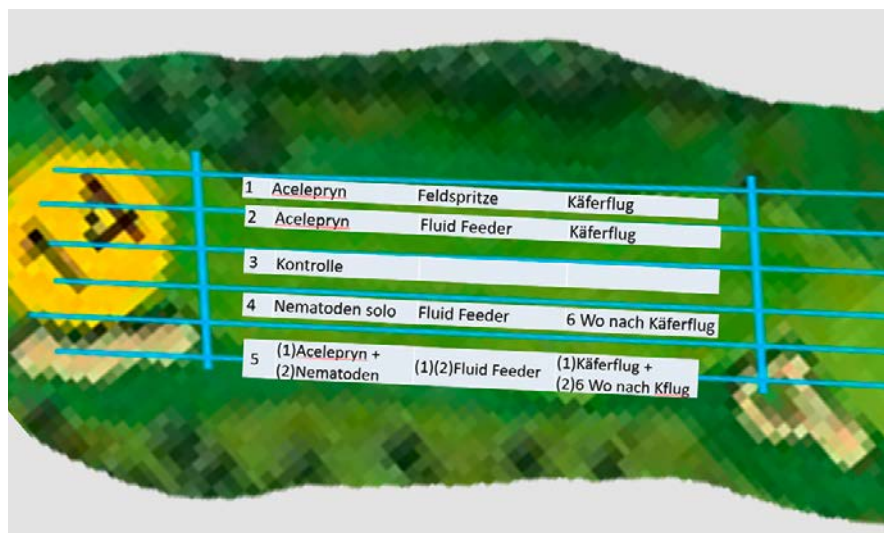 1 Acelepryn Feldspritze Käferflug
2 Acelepryn Fluid Feeder Käferflug
3 Kontrolle
4 Nematoden solo Fluid Feeder 6 Wo nach Käferflug
5 (1)Acelepryn + (1)(2)Fluid Feeder (1)Käferflug +
(2)Nematoden (2)6 Wo nach Kflug